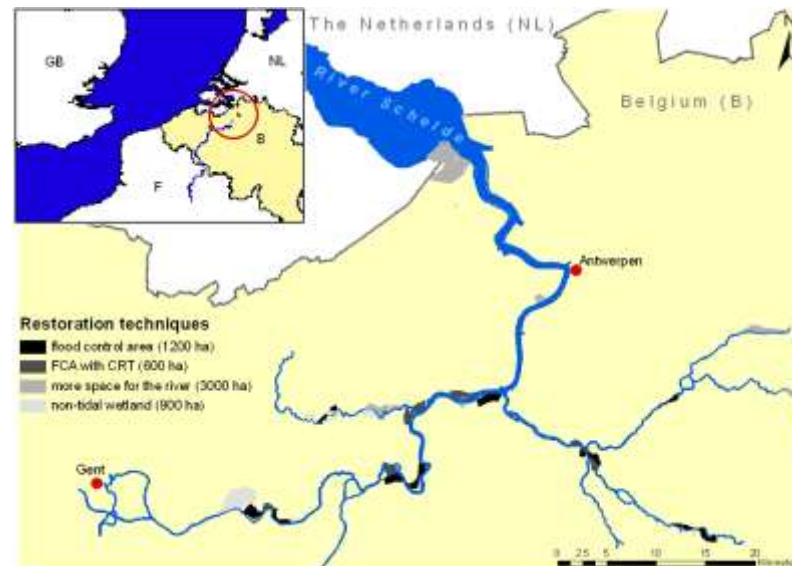 The Netherlands (NL)
N
GB
NL
River Schelde
Belgium (B)
B
F
Antwerpen
Restoration techniques
flood control area (1200 ha)
FCA with CRT (600 ha)
more space for the river (3000 ha)
non-tidal wetland (900 ha)
Gent
0 2.5 5 10 15 20